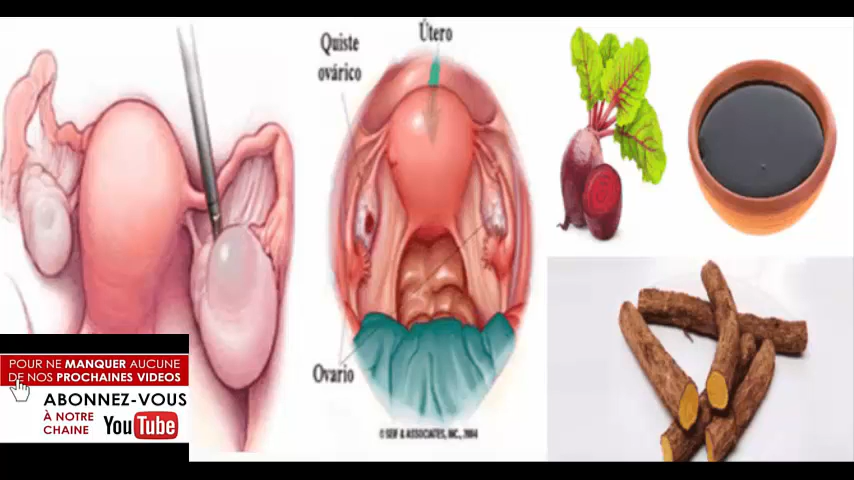 Quiste
ovárico
Útero
Ovario
© SEIF & ASSOCIATES, INC., 2004
POUR NE MANQUER AUCUNE
DE NOS PROCHAINES VIDEOS
ABONNEZ-VOUS
À NOTRE
CHAINE
YouTube